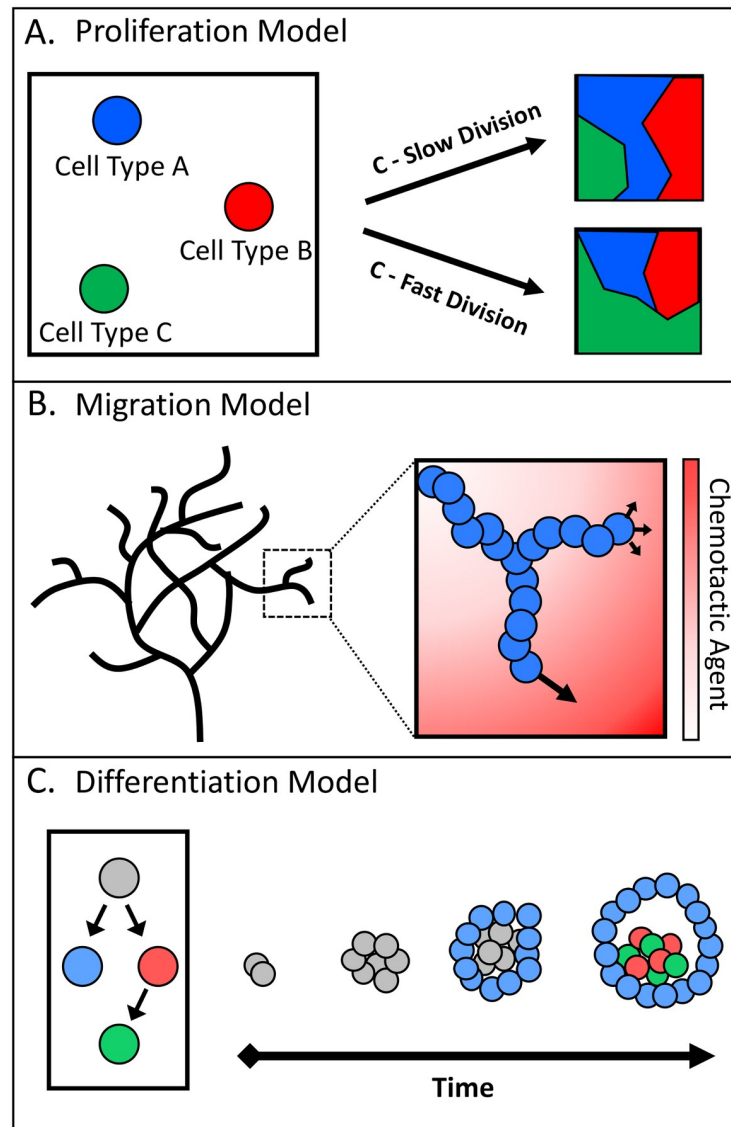 A. Proliferation Model
Cell Type A
Cell Type B
Cell Type C
C - Slow Division
C - Fast Division
B. Migration Model
Chemotactic Agent
C. Differentiation Model
Time